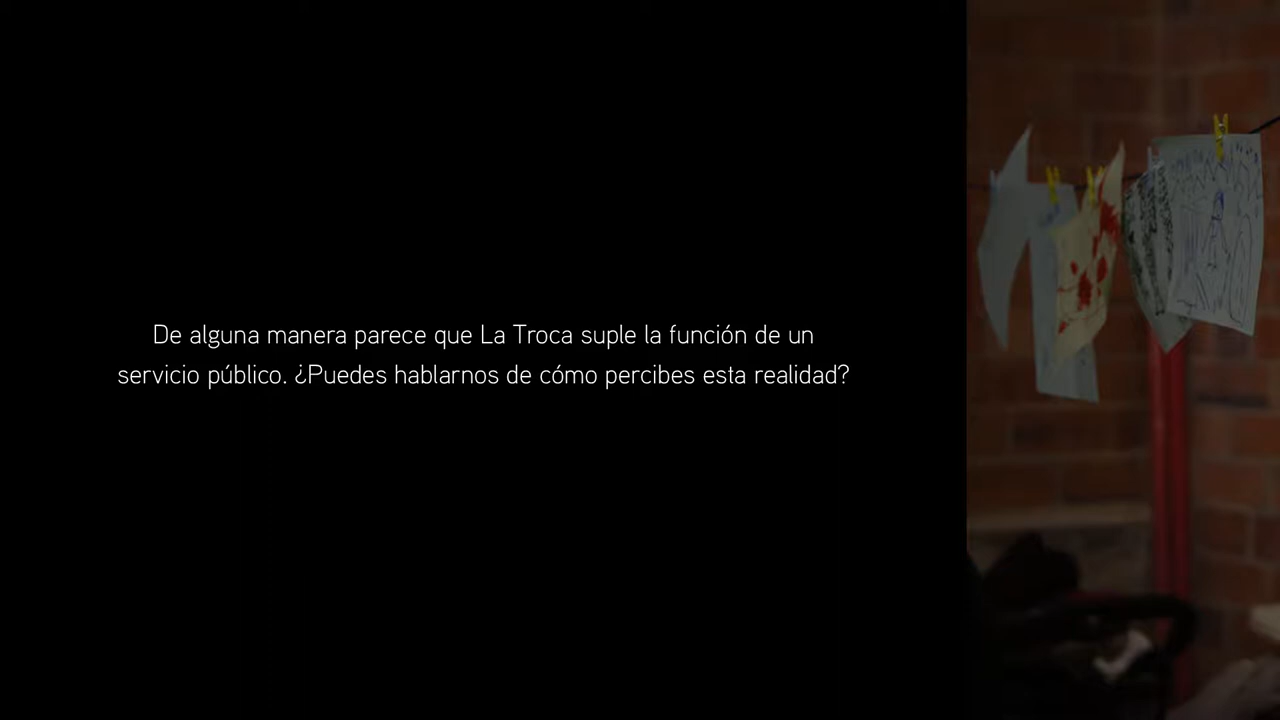 De alguna manera parece que La Troca suple la función de un
servicio público. ¿Puedes hablarnos de cómo percibes esta realidad?